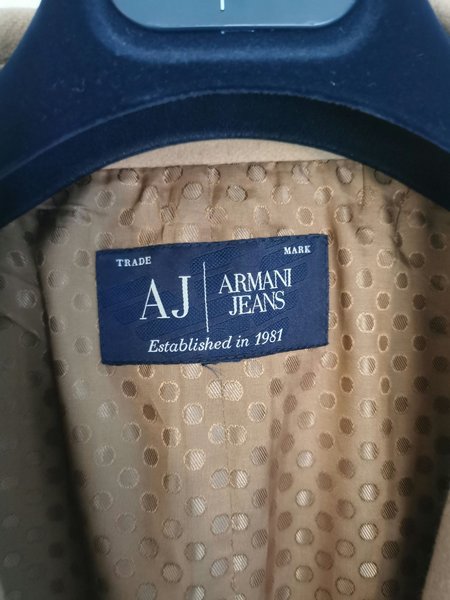 TRADE MARK
AJ ARMANI
JEANS
Established in 1981